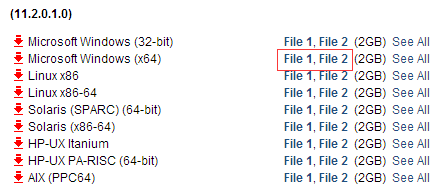 (11.2.0.1.0)
Microsoft Windows (32-bit) File 1, File 2 (2GB) See All
Microsoft Windows (x64) File 1, File 2 (2GB) See All
Linux x86 File 1, File 2 (2GB) See All
Linux x86-64 File 1, File 2 (2GB) See All
Solaris (SPARC) (64-bit) File 1, File 2 (2GB) See All
Solaris (x86-64) File 1, File 2 (2GB) See All
HP-UX Itanium File 1, File 2 (2GB) See All
HP-UX PA-RISC (64-bit) File 1, File 2 (2GB) See All
AIX (PPC64) File 1, File 2 (2GB) See All